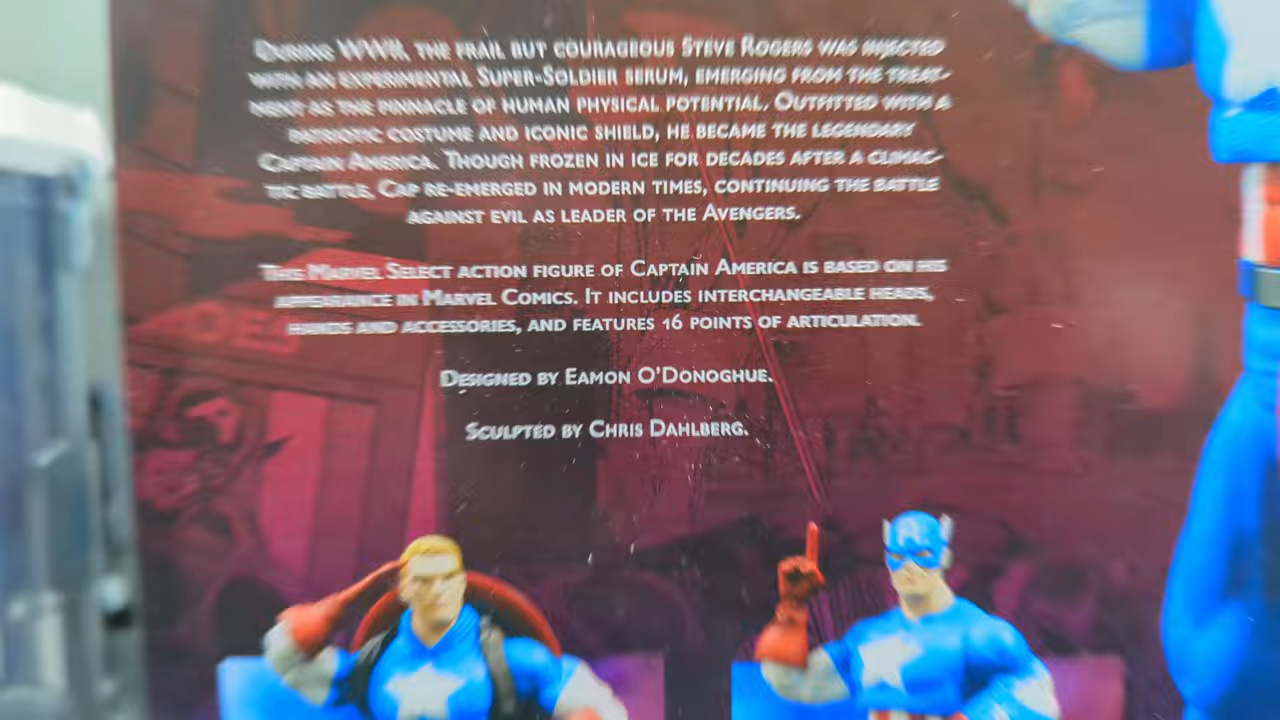 During WWII, the frail but courageous Steve Rogers was injected
with an experimental Super-Soldier serum, emerging from the treat-
ment as the pinnacle of human physical potential. Outfitted with a
patriotic costume and iconic shield, he became the legendary
Captain America. Though frozen in ice for decades after a climac-
tic battle, Cap re-emerged in modern times, continuing the battle
against evil as leader of the Avengers.
This Marvel Select action figure of Captain America is based on his
appearance in Marvel Comics. It includes interchangeable heads,
hands and accessories, and features 16 points of articulation.
Designed by Eamon O'Donoghue.
Sculpted by Chris Dahlberg.
A